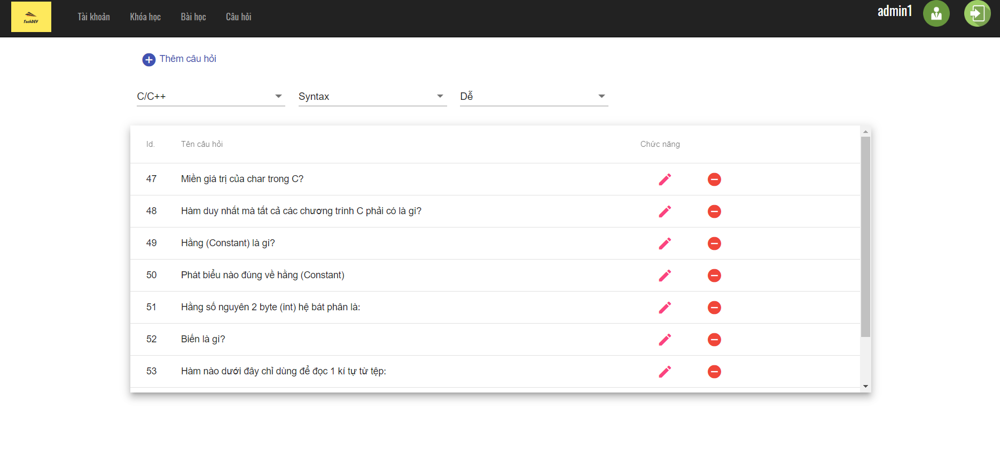 TechDEV
Tài khoản Khóa học Bài học Câu hỏi
admin1
Thêm câu hỏi
C/C++ Syntax Dễ
Id. Tên câu hỏi Chức năng
47 Miền giá trị của char trong C?
48 Hàm duy nhất mà tất cả các chương trình C phải có là gì?
49 Hằng (Constant) là gì?
50 Phát biểu nào đúng về hằng (Constant)
51 Hằng số nguyên 2 byte (int) hệ bát phân là:
52 Biến là gì?
53 Hàm nào dưới đây chỉ dùng để đọc 1 kí tự từ tệp: